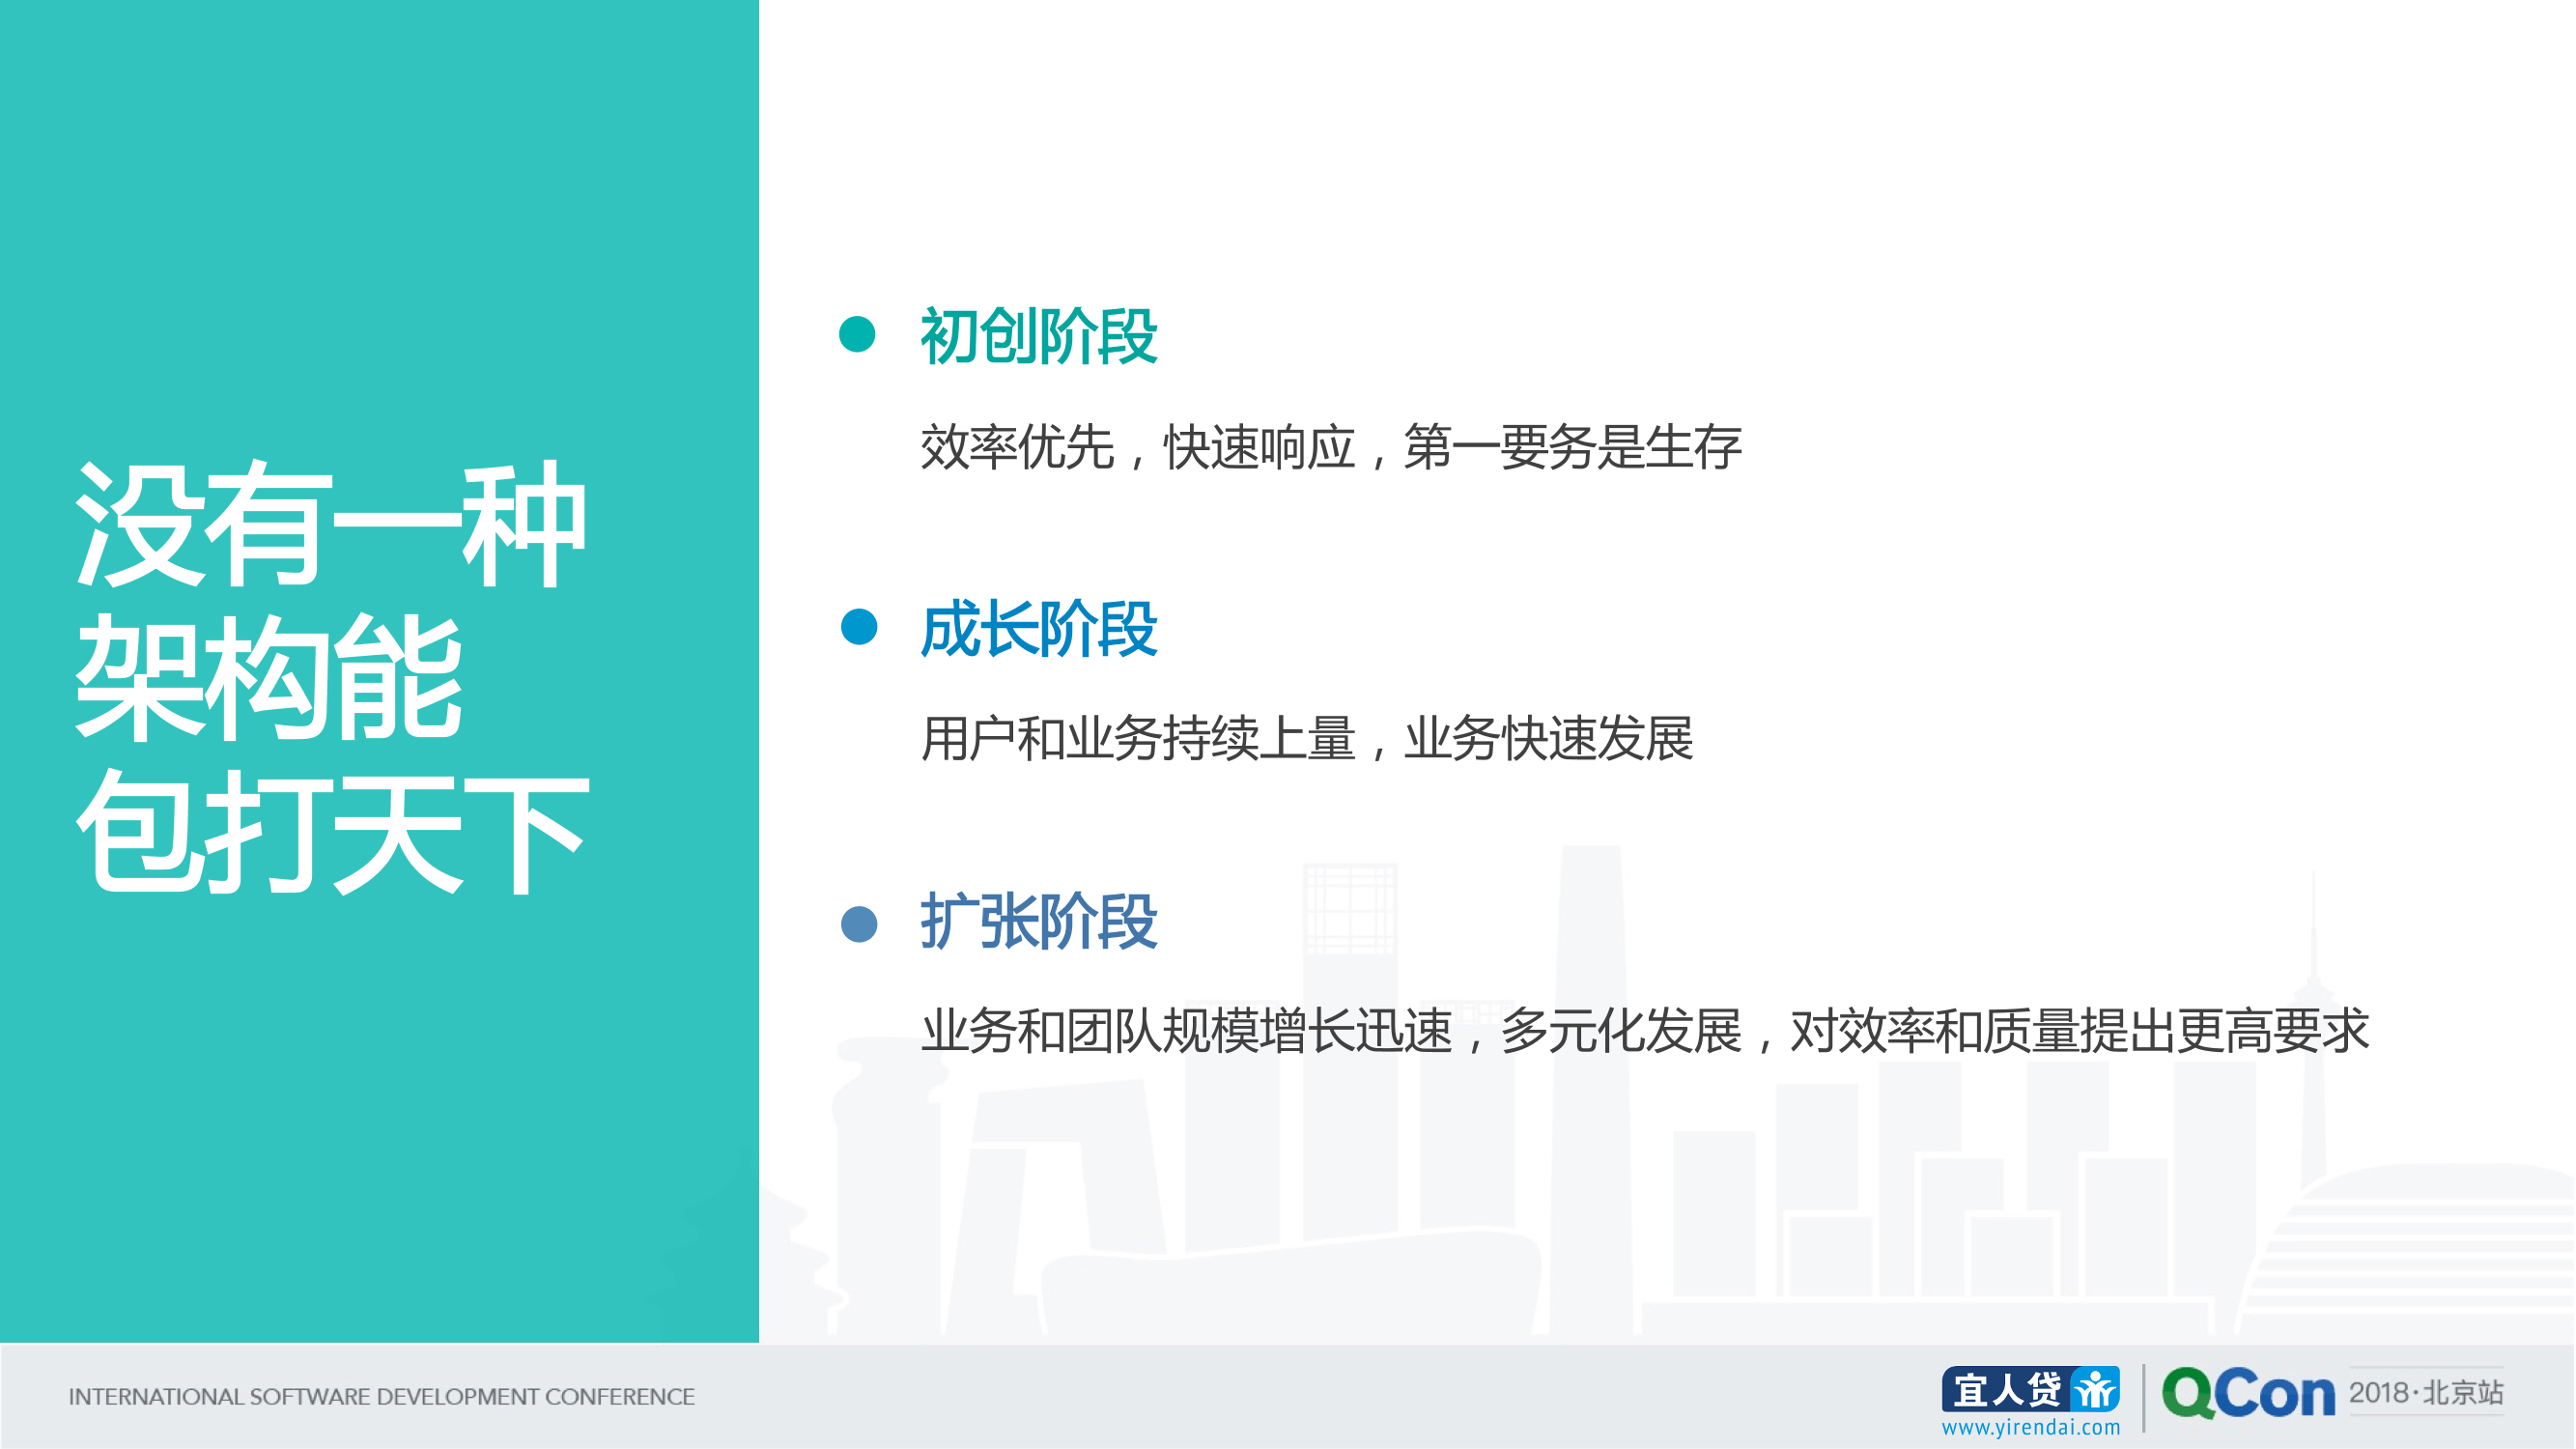 没有一种
架构能
包打天下
初创阶段
效率优先，快速响应，第一要务是生存
成长阶段
用户和业务持续上量，业务快速发展
扩张阶段
业务和团队规模增长迅速，多元化发展，对效率和质量提出更高要求
INTERNATIONAL SOFTWARE DEVELOPMENT CONFERENCE
宜人贷
www.yirendai.com
QCon 2018·北京站